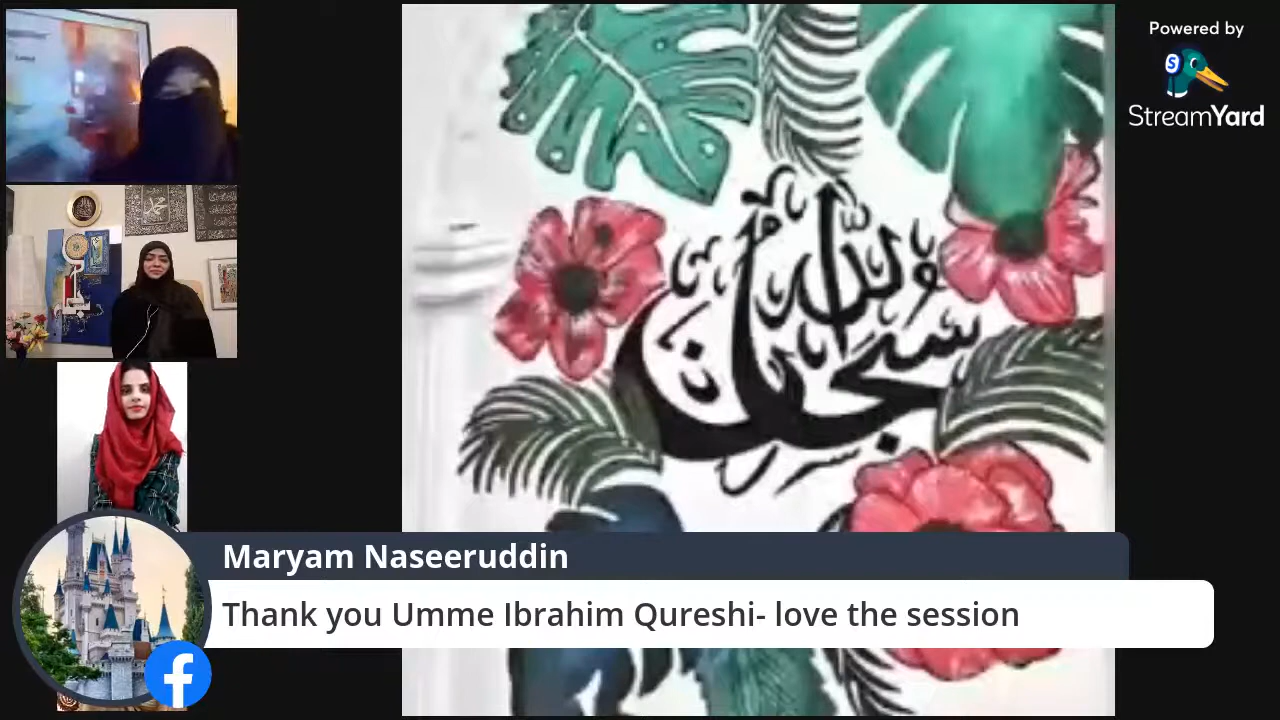 Powered by
StreamYard
سبحان الله
Maryam Naseeruddin
Thank you Umme Ibrahim Qureshi- love the session